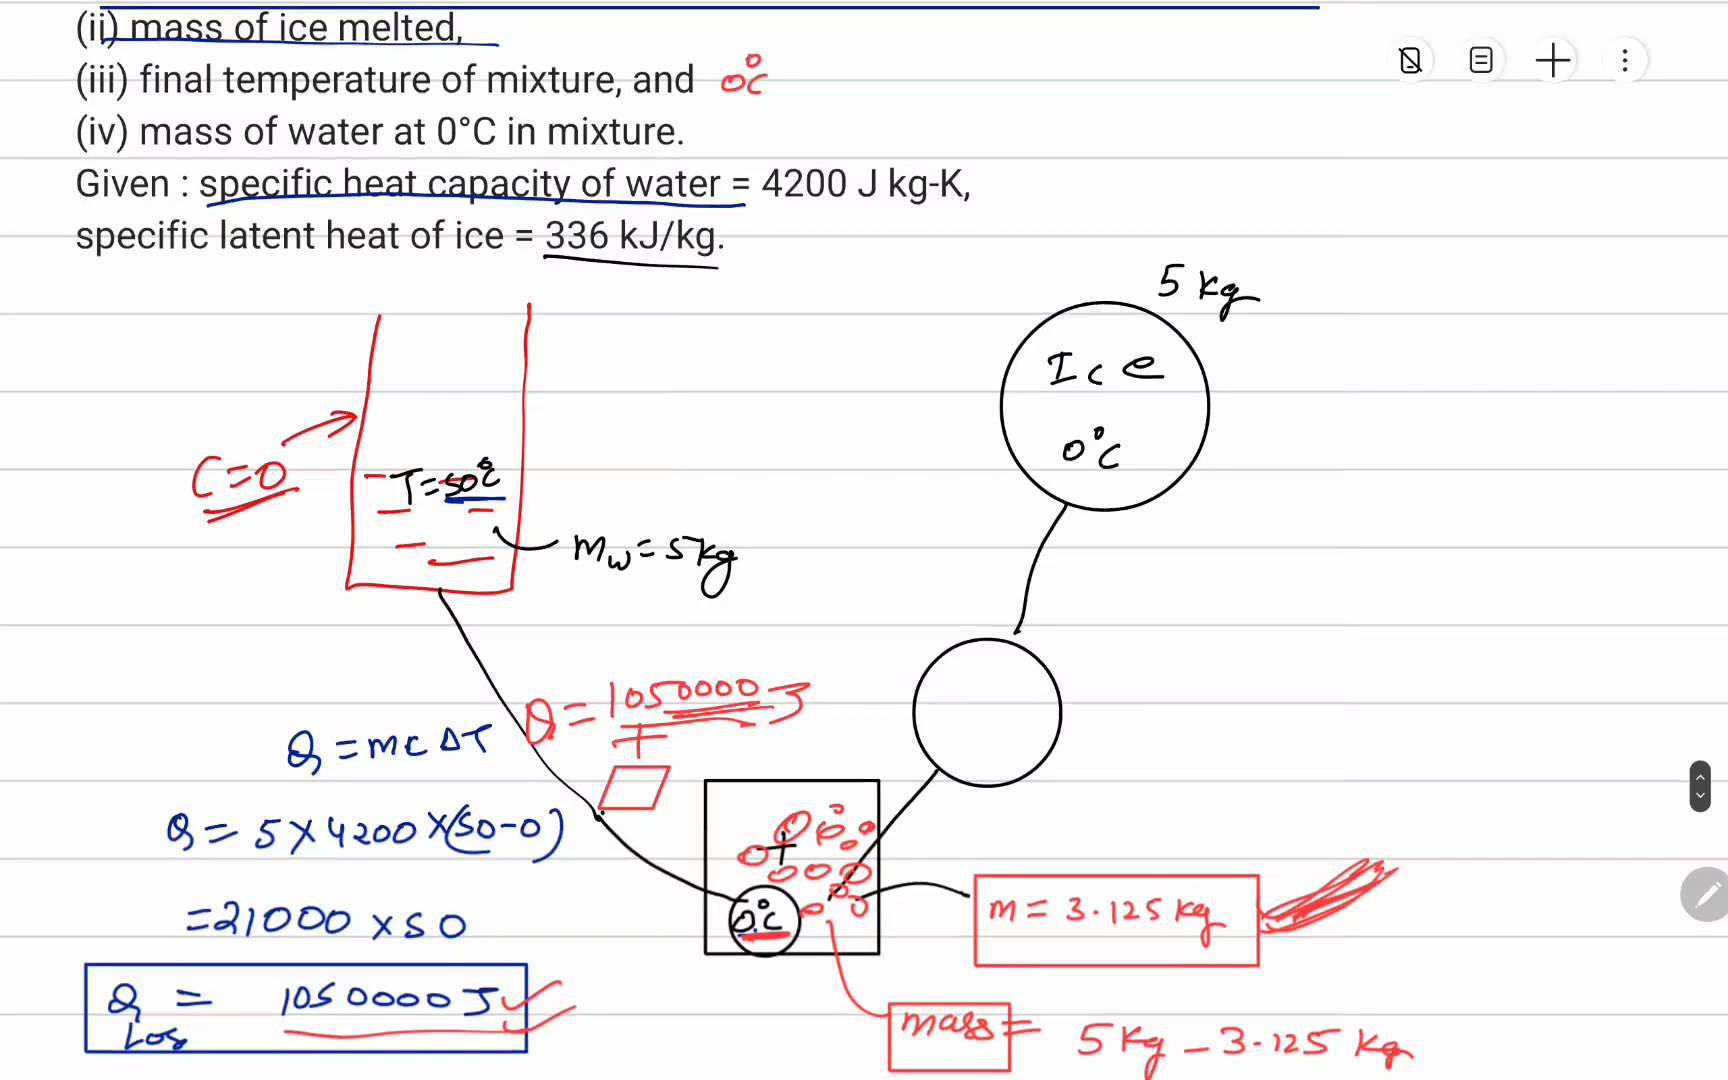 (ii) mass of ice melted,
(iii) final temperature of mixture, and 0°C
(iv) mass of water at 0°C in mixture.
Given : specific heat capacity of water = 4200 J kg-K,
specific latent heat of ice = 336 kJ/kg.
5 kg
Ice
0°C
C=0
T=50°C
mw = 5kg
Q = 1050000 J
Q = mc ΔT
Q = 5 × 4200 × (50-0)
= 21000 × 50
Q Los = 1050000 J
0°C
m = 3.125 kg
mass = 5 kg - 3.125 kg